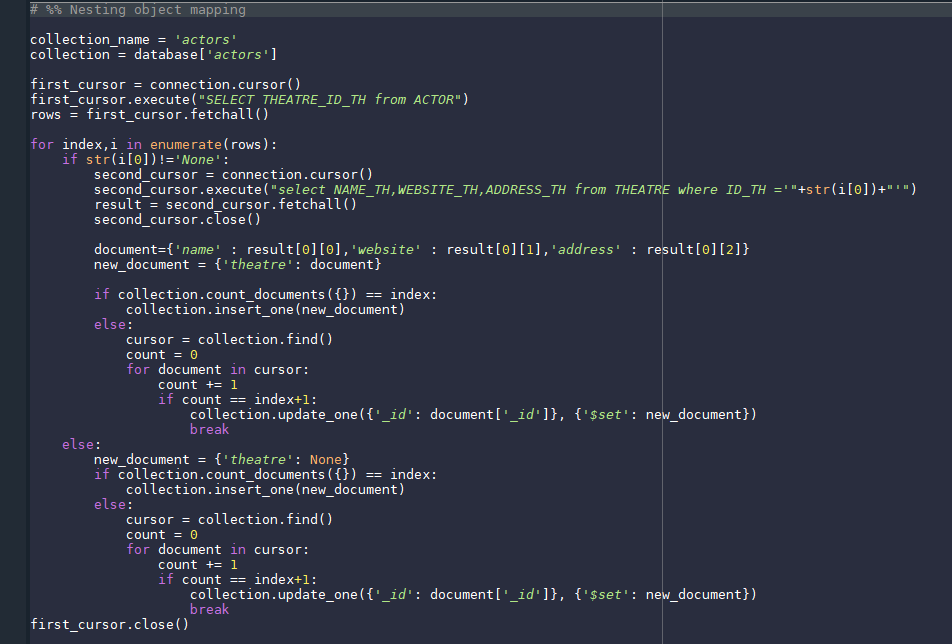 # %% Nesting object mapping

collection_name = 'actors'
collection = database['actors']

first_cursor = connection.cursor()
first_cursor.execute("SELECT THEATRE_ID_TH from ACTOR")
rows = first_cursor.fetchall()

for index,i in enumerate(rows):
    if str(i[0])!='None':
        second_cursor = connection.cursor()
        second_cursor.execute("select NAME_TH,WEBSITE_TH,ADDRESS_TH from THEATRE where ID_TH ='"+str(i[0])+"'")
        result = second_cursor.fetchall()
        second_cursor.close()

        document={'name' : result[0][0],'website' : result[0][1],'address' : result[0][2]}
        new_document = {'theatre': document}

        if collection.count_documents({}) == index:
            collection.insert_one(new_document)
        else:
            cursor = collection.find()
            count = 0
            for document in cursor:
                count += 1
                if count == index+1:
                    collection.update_one({'_id': document['_id']}, {'$set': new_document})
                    break
    else:
        new_document = {'theatre': None}
        if collection.count_documents({}) == index:
            collection.insert_one(new_document)
        else:
            cursor = collection.find()
            count = 0
            for document in cursor:
                count += 1
                if count == index+1:
                    collection.update_one({'_id': document['_id']}, {'$set': new_document})
                    break
first_cursor.close()